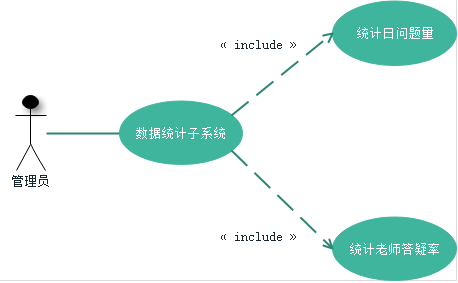 统计日问题量
« include »
数据统计子系统
管理员
« include »
统计老师答疑率